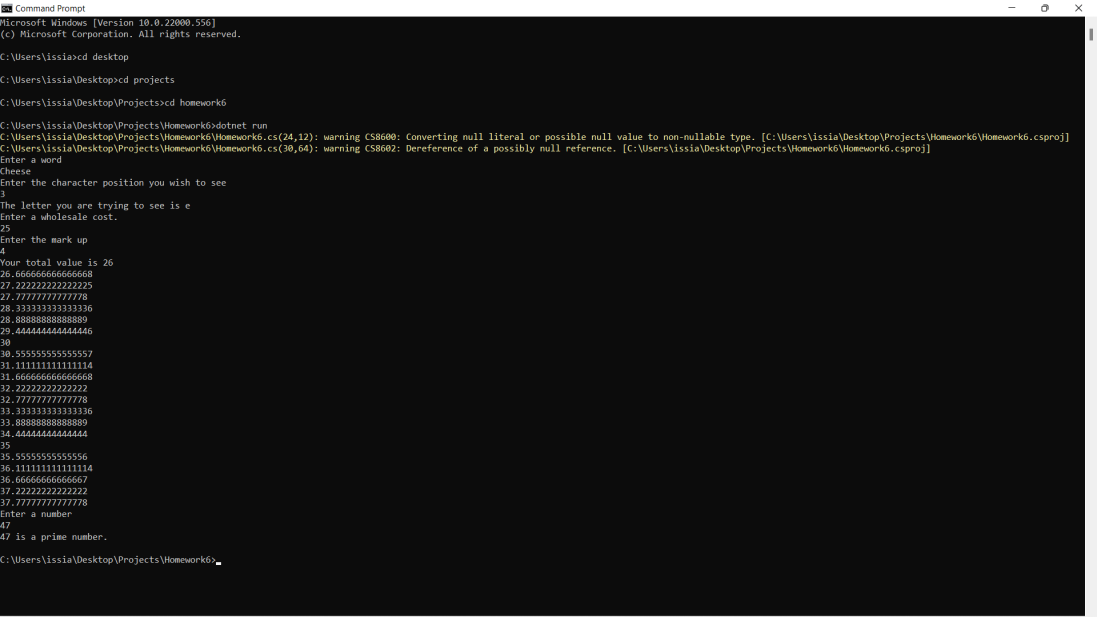 Command Prompt
Microsoft Windows [Version 10.0.22000.556]
(c) Microsoft Corporation. All rights reserved.
C:\Users\issia>cd desktop
C:\Users\issia\Desktop>cd projects
C:\Users\issia\Desktop\Projects>cd homework6
C:\Users\issia\Desktop\Projects\Homework6>dotnet run
C:\Users\issia\Desktop\Projects\Homework6\Homework6.cs(24,12): warning CS8600: Converting null literal or possible null value to non-nullable type. [C:\Users\issia\Desktop\Projects\Homework6\Homework6.csproj]
C:\Users\issia\Desktop\Projects\Homework6\Homework6.cs(30,64): warning CS8602: Dereference of a possibly null reference. [C:\Users\issia\Desktop\Projects\Homework6\Homework6.csproj]
Enter a word
Cheese
Enter the character position you wish to see
3
The letter you are trying to see is e
Enter a wholesale cost.
25
Enter the mark up
4
Your total value is 26
26.666666666666668
27.222222222222225
27.77777777777778
28.333333333333336
28.88888888888889
29.444444444444446
30
30.555555555555557
31.111111111111114
31.666666666666668
32.22222222222222
32.77777777777778
33.333333333333336
33.88888888888889
34.44444444444444
35
35.55555555555556
36.111111111111114
36.66666666666667
37.22222222222222
37.77777777777778
Enter a number
47
47 is a prime number.
C:\Users\issia\Desktop\Projects\Homework6>